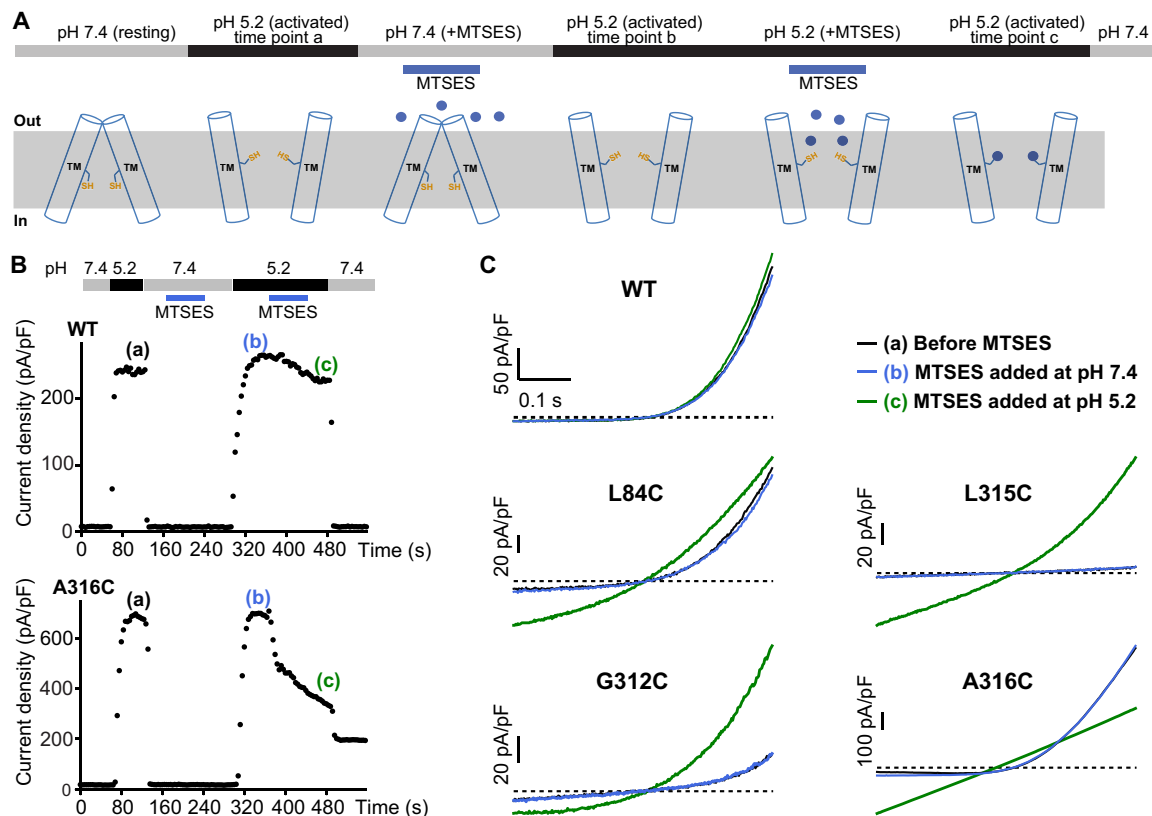 A
pH 7.4 (resting)
pH 5.2 (activated)
time point a
pH 7.4 (+MTSES)
pH 5.2 (activated)
time point b
pH 5.2 (+MTSES)
pH 5.2 (activated)
time point c
pH 7.4
MTSES
MTSES
Out
In
TM TM SH SH
TM SH HS TM
TM TM SH SH
TM SH HS TM
TM SH HS TM
TM TM
B
pH 7.4 5.2 7.4 5.2 7.4
MTSES MTSES
WT
(a) (b) (c)
Current density (pA/pF)
200
100
0
0 80 160 240 320 400 480 Time (s)
A316C
(a) (b) (c)
Current density (pA/pF)
600
400
200
0
0 80 160 240 320 400 480 Time (s)
C
WT
50 pA/pF
0.1 s
(a) Before MTSES
(b) MTSES added at pH 7.4
(c) MTSES added at pH 5.2
L84C
20 pA/pF
L315C
20 pA/pF
G312C
20 pA/pF
A316C
100 pA/pF